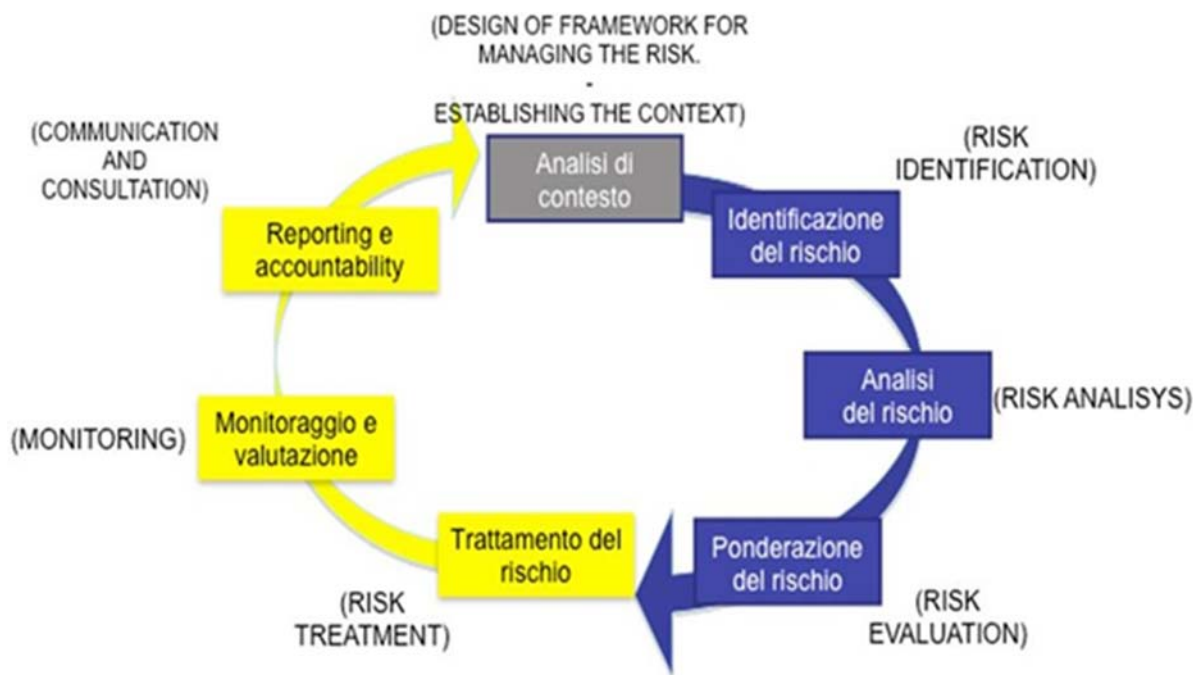 (DESIGN OF FRAMEWORK FOR
MANAGING THE RISK.
-
ESTABLISHING THE CONTEXT)
Analisi di
contesto
(RISK
IDENTIFICATION)
Identificazione
del rischio
Analisi
del rischio
(RISK ANALISYS)
Ponderazione
del rischio
(RISK
EVALUATION)
Trattamento del
rischio
(RISK
TREATMENT)
Monitoraggio e
valutazione
(MONITORING)
Reporting e
accountability
(COMMUNICATION
AND
CONSULTATION)